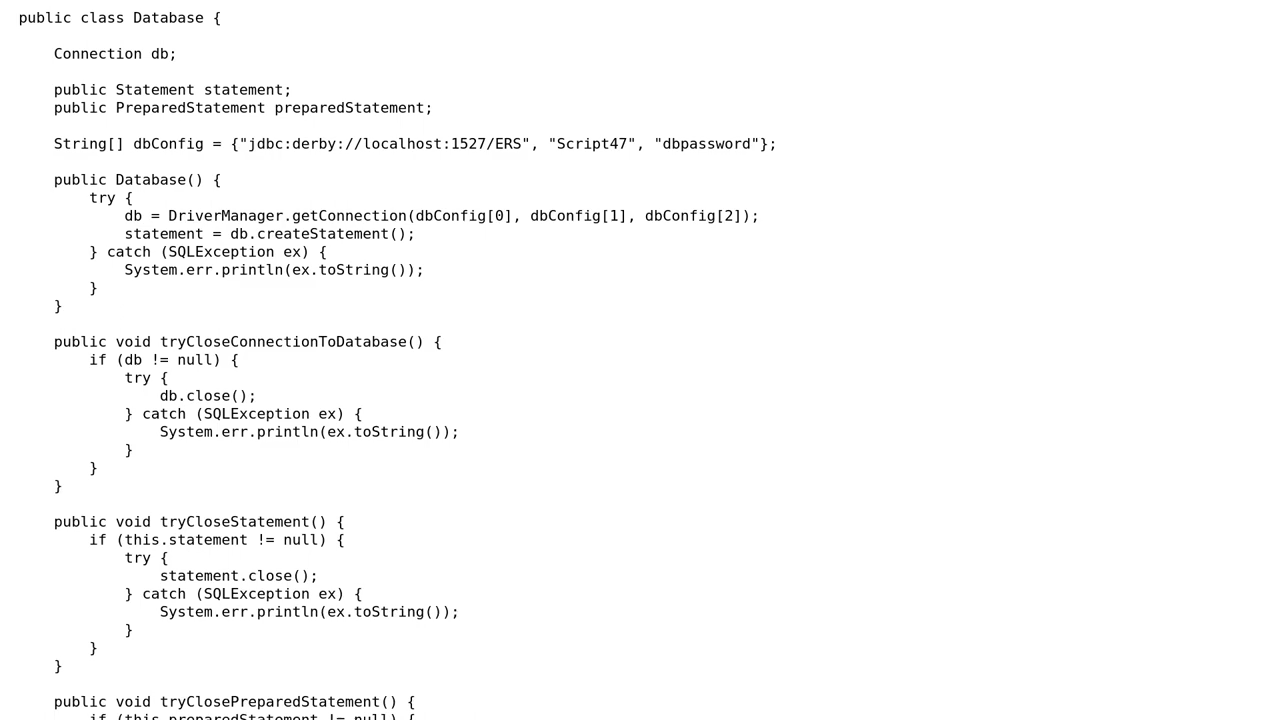 public class Database {
Connection db;
public Statement statement;
public PreparedStatement preparedStatement;
String[] dbConfig = {"jdbc:derby://localhost:1527/ERS", "Script47", "dbpassword"};
public Database() {
try {
db = DriverManager.getConnection(dbConfig[0], dbConfig[1], dbConfig[2]);
statement = db.createStatement();
} catch (SQLException ex) {
System.err.println(ex.toString());
}
}
public void tryCloseConnectionToDatabase() {
if (db != null) {
try {
db.close();
} catch (SQLException ex) {
System.err.println(ex.toString());
}
}
}
public void tryCloseStatement() {
if (this.statement != null) {
try {
statement.close();
} catch (SQLException ex) {
System.err.println(ex.toString());
}
}
}
public void tryClosePreparedStatement() {
if (this.preparedStatement != null) {